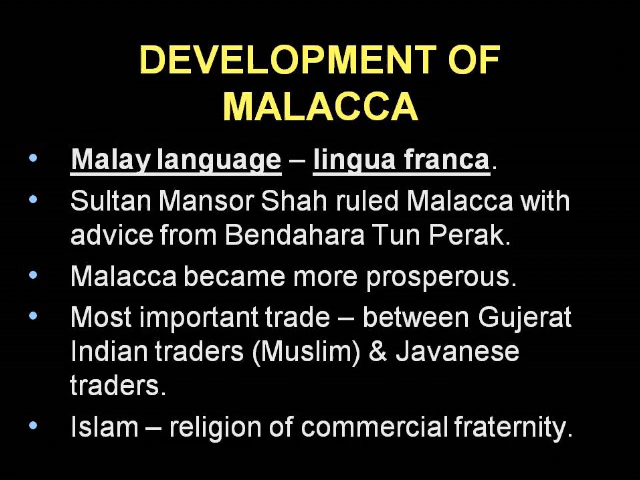 DEVELOPMENT OF
MALACCA
• Malay language – lingua franca.
• Sultan Mansor Shah ruled Malacca with
advice from Bendahara Tun Perak.
• Malacca became more prosperous.
• Most important trade – between Gujerat
Indian traders (Muslim) & Javanese
traders.
• Islam – religion of commercial fraternity.